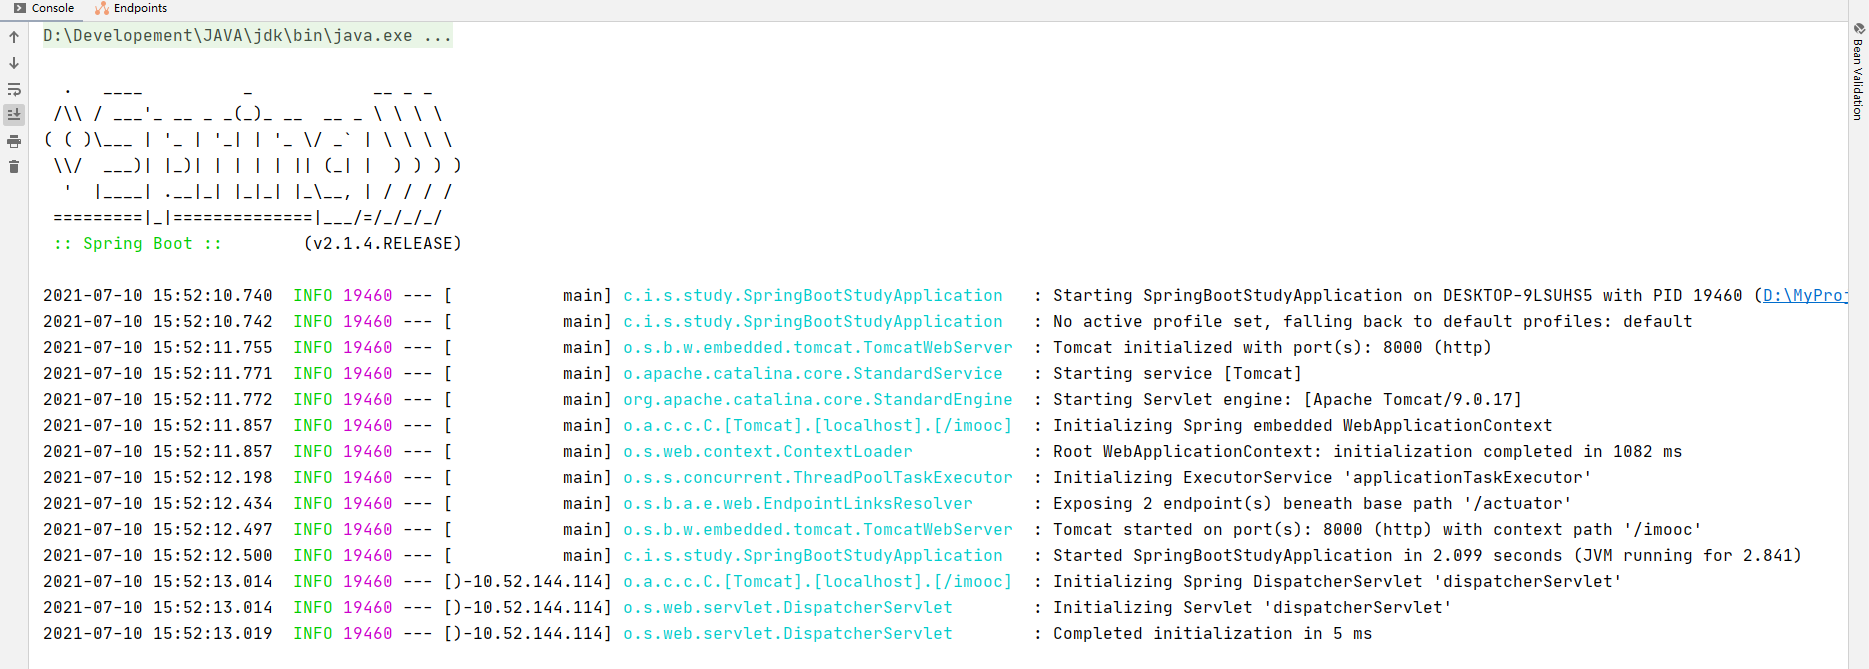 Console Endpoints
D:\Developement\JAVA\jdk\bin\java.exe ...
  .   ____          _            __ _ _
 /\\ / ___'_ __ _ _(_)_ __  __ _ \ \ \ \
( ( )\___ | '_ | '_| | '_ \/ _` | \ \ \ \
 \\/  ___)| |_)| | | | | || (_| |  ) ) ) )
  '  |____| .__|_| |_|_| |_\__, | / / / /
 =========|_|==============|___/=/_/_/_/
 :: Spring Boot ::        (v2.1.4.RELEASE)
2021-07-10 15:52:10.740  INFO 19460 --- [           main] c.i.s.study.SpringBootStudyApplication   : Starting SpringBootStudyApplication on DESKTOP-9LSUHS5 with PID 19460 (D:\MyProj
2021-07-10 15:52:10.742  INFO 19460 --- [           main] c.i.s.study.SpringBootStudyApplication   : No active profile set, falling back to default profiles: default
2021-07-10 15:52:11.755  INFO 19460 --- [           main] o.s.b.w.embedded.tomcat.TomcatWebServer  : Tomcat initialized with port(s): 8000 (http)
2021-07-10 15:52:11.771  INFO 19460 --- [           main] o.apache.catalina.core.StandardService   : Starting service [Tomcat]
2021-07-10 15:52:11.772  INFO 19460 --- [           main] org.apache.catalina.core.StandardEngine  : Starting Servlet engine: [Apache Tomcat/9.0.17]
2021-07-10 15:52:11.857  INFO 19460 --- [           main] o.a.c.c.C.[Tomcat].[localhost].[/imooc]  : Initializing Spring embedded WebApplicationContext
2021-07-10 15:52:11.857  INFO 19460 --- [           main] o.s.web.context.ContextLoader            : Root WebApplicationContext: initialization completed in 1082 ms
2021-07-10 15:52:12.198  INFO 19460 --- [           main] o.s.s.concurrent.ThreadPoolTaskExecutor  : Initializing ExecutorService 'applicationTaskExecutor'
2021-07-10 15:52:12.434  INFO 19460 --- [           main] o.s.b.a.e.web.EndpointLinksResolver      : Exposing 2 endpoint(s) beneath base path '/actuator'
2021-07-10 15:52:12.497  INFO 19460 --- [           main] o.s.b.w.embedded.tomcat.TomcatWebServer  : Tomcat started on port(s): 8000 (http) with context path '/imooc'
2021-07-10 15:52:12.500  INFO 19460 --- [           main] c.i.s.study.SpringBootStudyApplication   : Started SpringBootStudyApplication in 2.099 seconds (JVM running for 2.841)
2021-07-10 15:52:13.014  INFO 19460 --- [)-10.52.144.114] o.a.c.c.C.[Tomcat].[localhost].[/imooc]  : Initializing Spring DispatcherServlet 'dispatcherServlet'
2021-07-10 15:52:13.014  INFO 19460 --- [)-10.52.144.114] o.s.web.servlet.DispatcherServlet        : Initializing Servlet 'dispatcherServlet'
2021-07-10 15:52:13.019  INFO 19460 --- [)-10.52.144.114] o.s.web.servlet.DispatcherServlet        : Completed initialization in 5 ms
Bean Validation